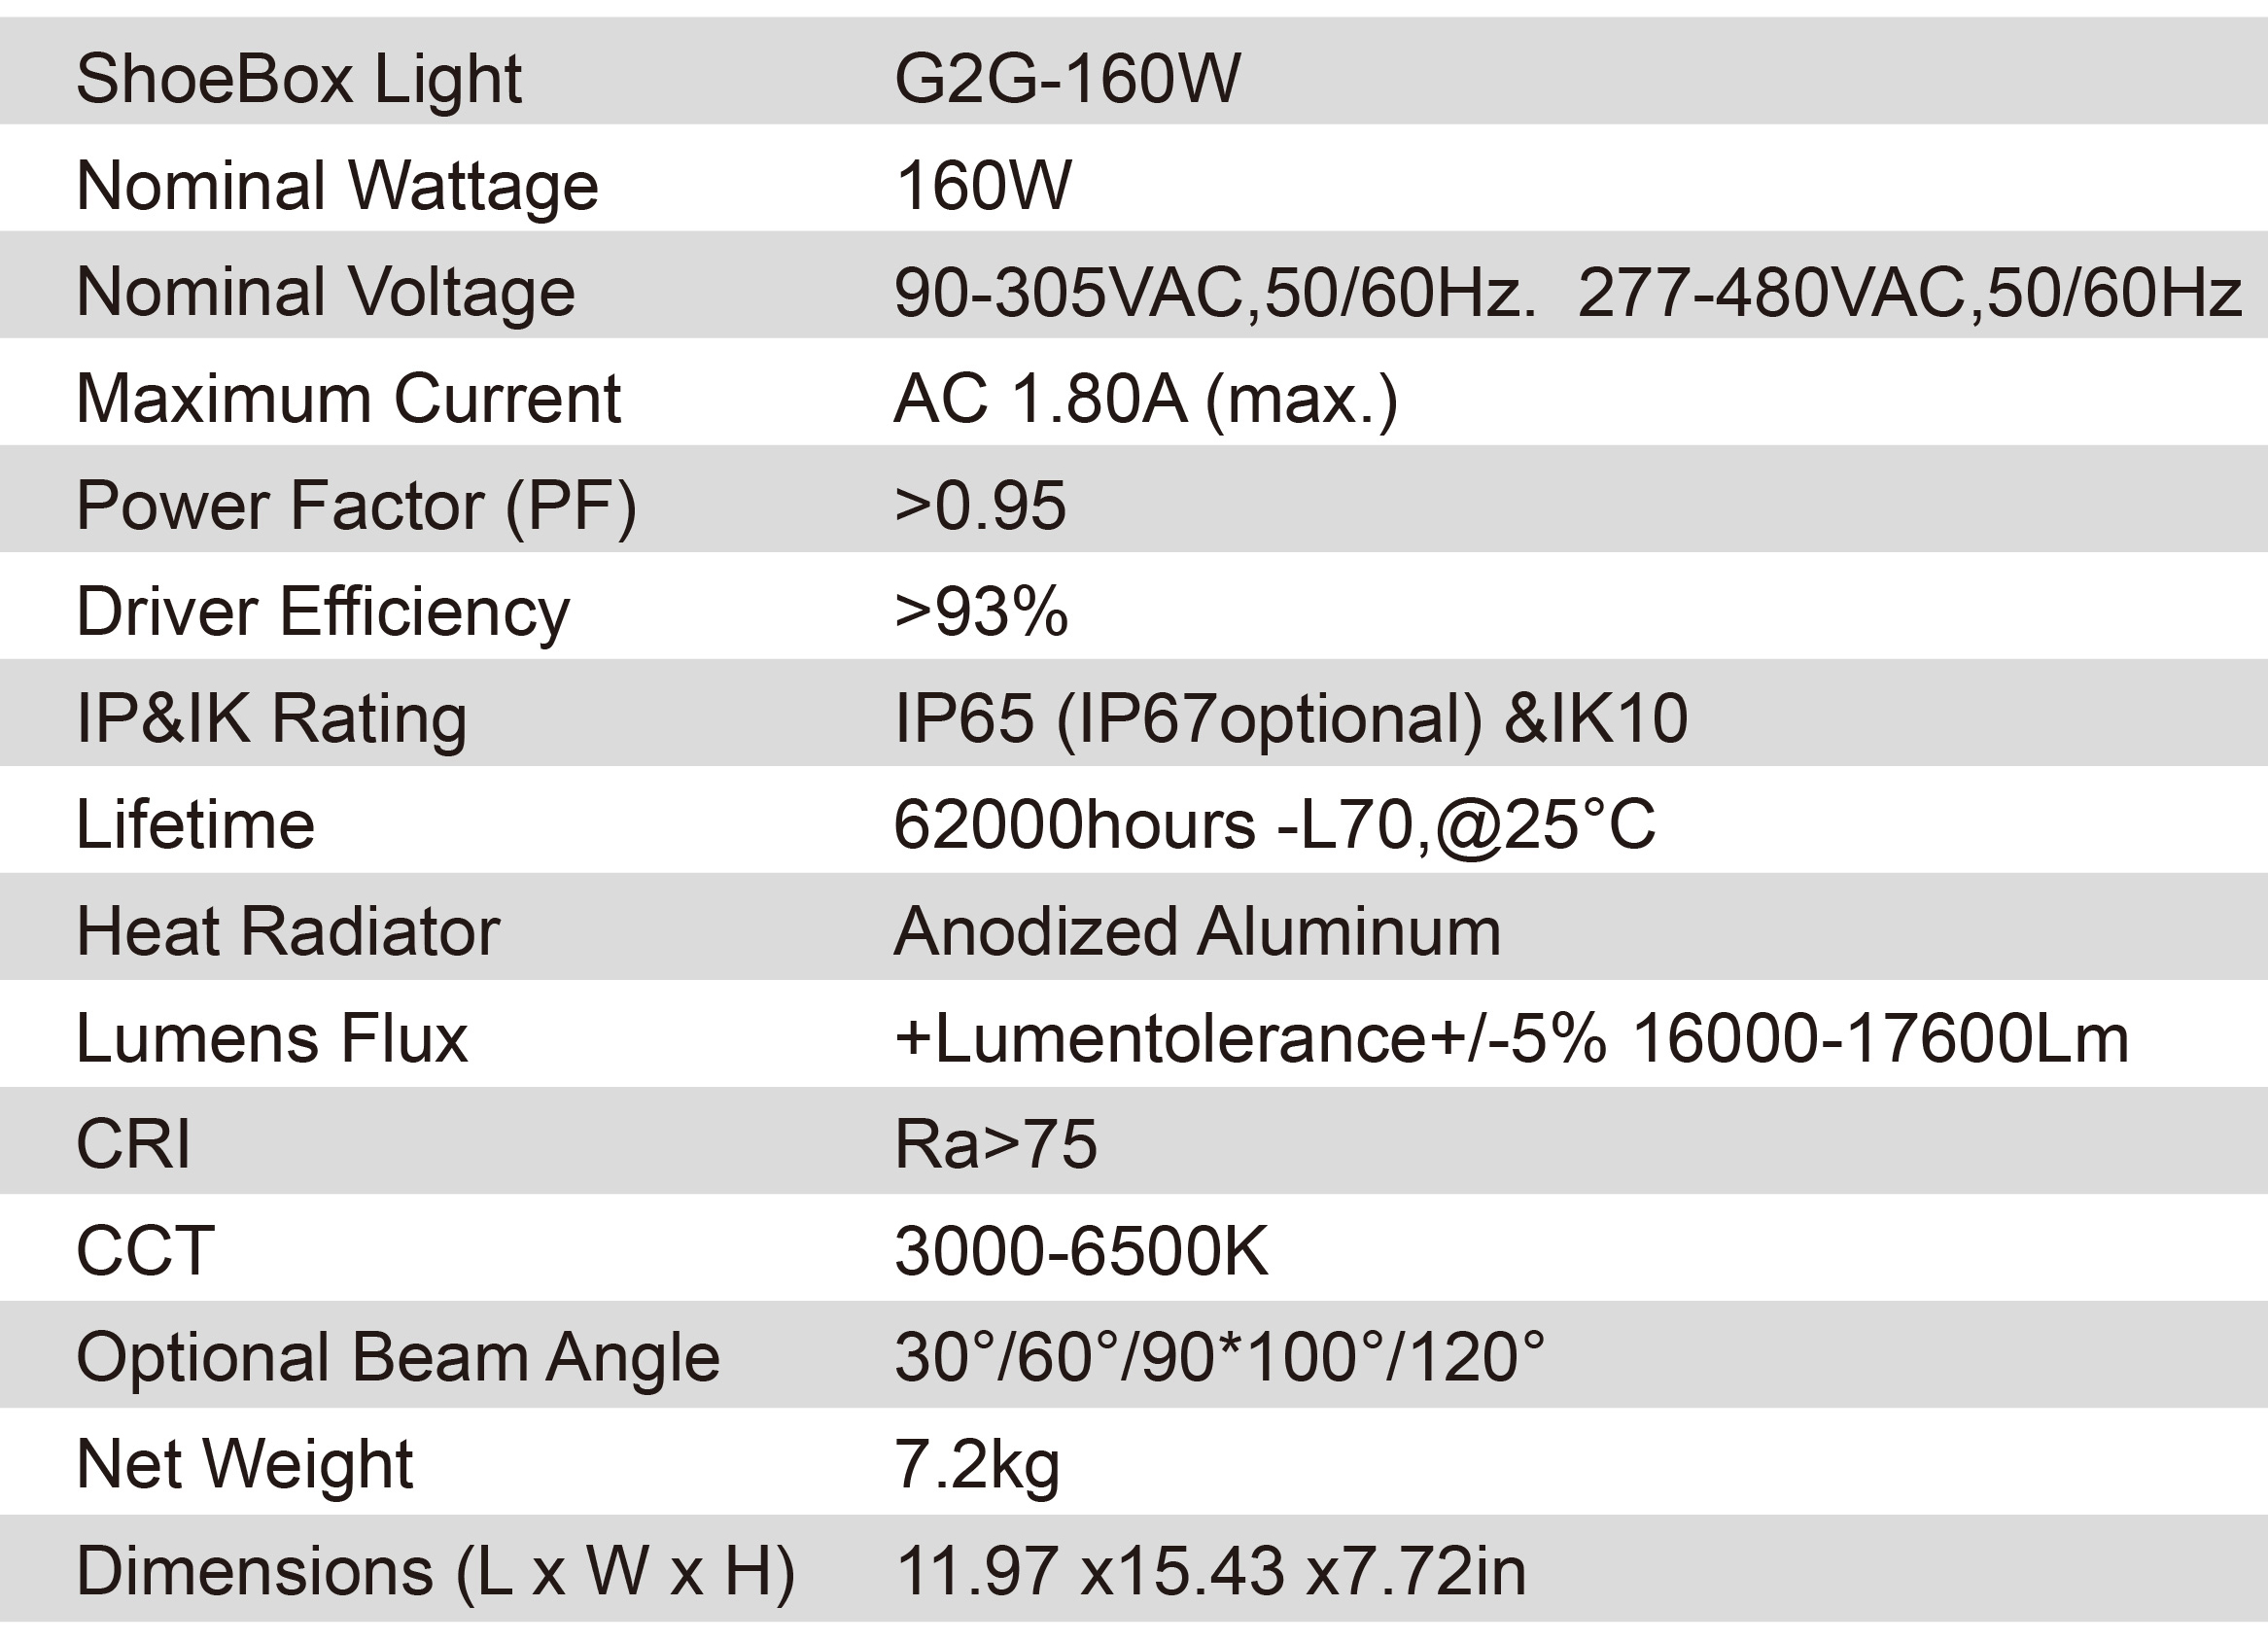 ShoeBox Light G2G-160W
Nominal Wattage 160W
Nominal Voltage 90-305VAC,50/60Hz. 277-480VAC,50/60Hz
Maximum Current AC 1.80A (max.)
Power Factor (PF) >0.95
Driver Efficiency >93%
IP&IK Rating IP65 (IP67optional) &IK10
Lifetime 62000hours -L70,@25°C
Heat Radiator Anodized Aluminum
Lumens Flux +Lumentolerance+/-5% 16000-17600Lm
CRI Ra>75
CCT 3000-6500K
Optional Beam Angle 30°/60°/90*100°/120°
Net Weight 7.2kg
Dimensions (L x W x H) 11.97 x15.43 x7.72in